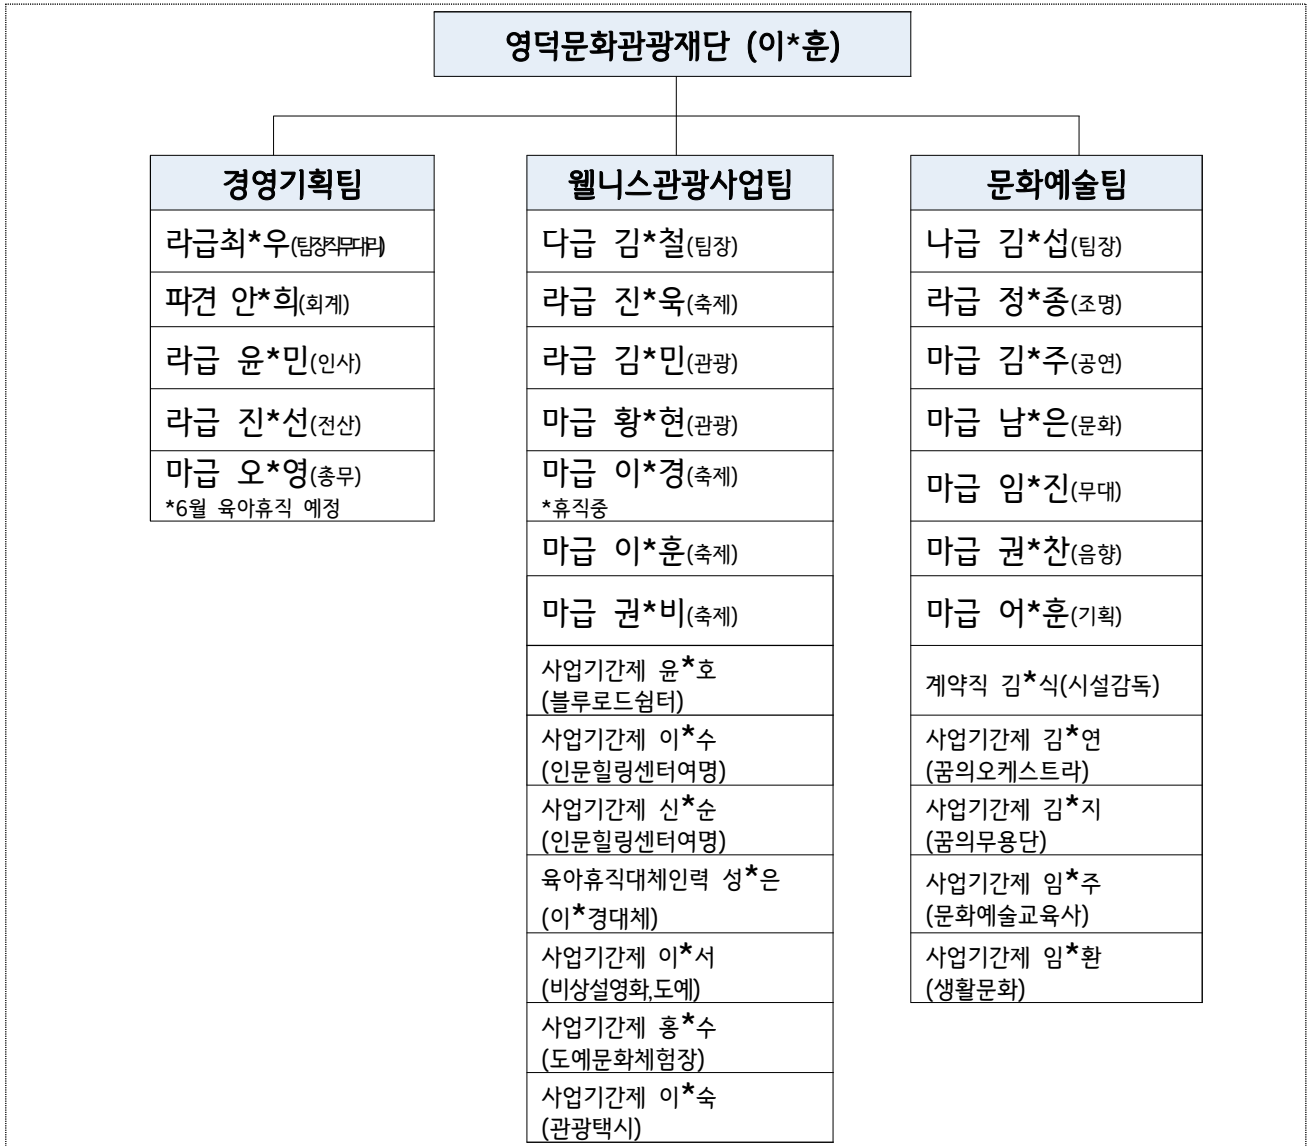 영덕문화관광재단 (이*훈)
경영기획팀
라급최*우(팀장직무대리)
파견 안*희(회계)
라급 윤*민(인사)
라급 진*선(전산)
마급 오*영(총무)
*6월 육아휴직 예정
웰니스관광사업팀
다급 김*철(팀장)
라급 진*욱(축제)
라급 김*민(관광)
마급 황*현(관광)
마급 이*경(축제)
*휴직중
마급 이*훈(축제)
마급 권*비(축제)
사업기간제 윤*호
(블루로드쉼터)
사업기간제 이*수
(인문힐링센터여명)
사업기간제 신*순
(인문힐링센터여명)
육아휴직대체인력 성*은
(이*경대체)
사업기간제 이*서
(비상설영화,도예)
사업기간제 홍*수
(도예문화체험장)
사업기간제 이*숙
(관광택시)
문화예술팀
나급 김*섭(팀장)
라급 정*종(조명)
마급 김*주(공연)
마급 남*은(문화)
마급 임*진(무대)
마급 권*찬(음향)
마급 어*훈(기획)
계약직 김*식(시설감독)
사업기간제 김*연
(꿈의오케스트라)
사업기간제 김*지
(꿈의무용단)
사업기간제 임*주
(문화예술교육사)
사업기간제 임*환
(생활문화)